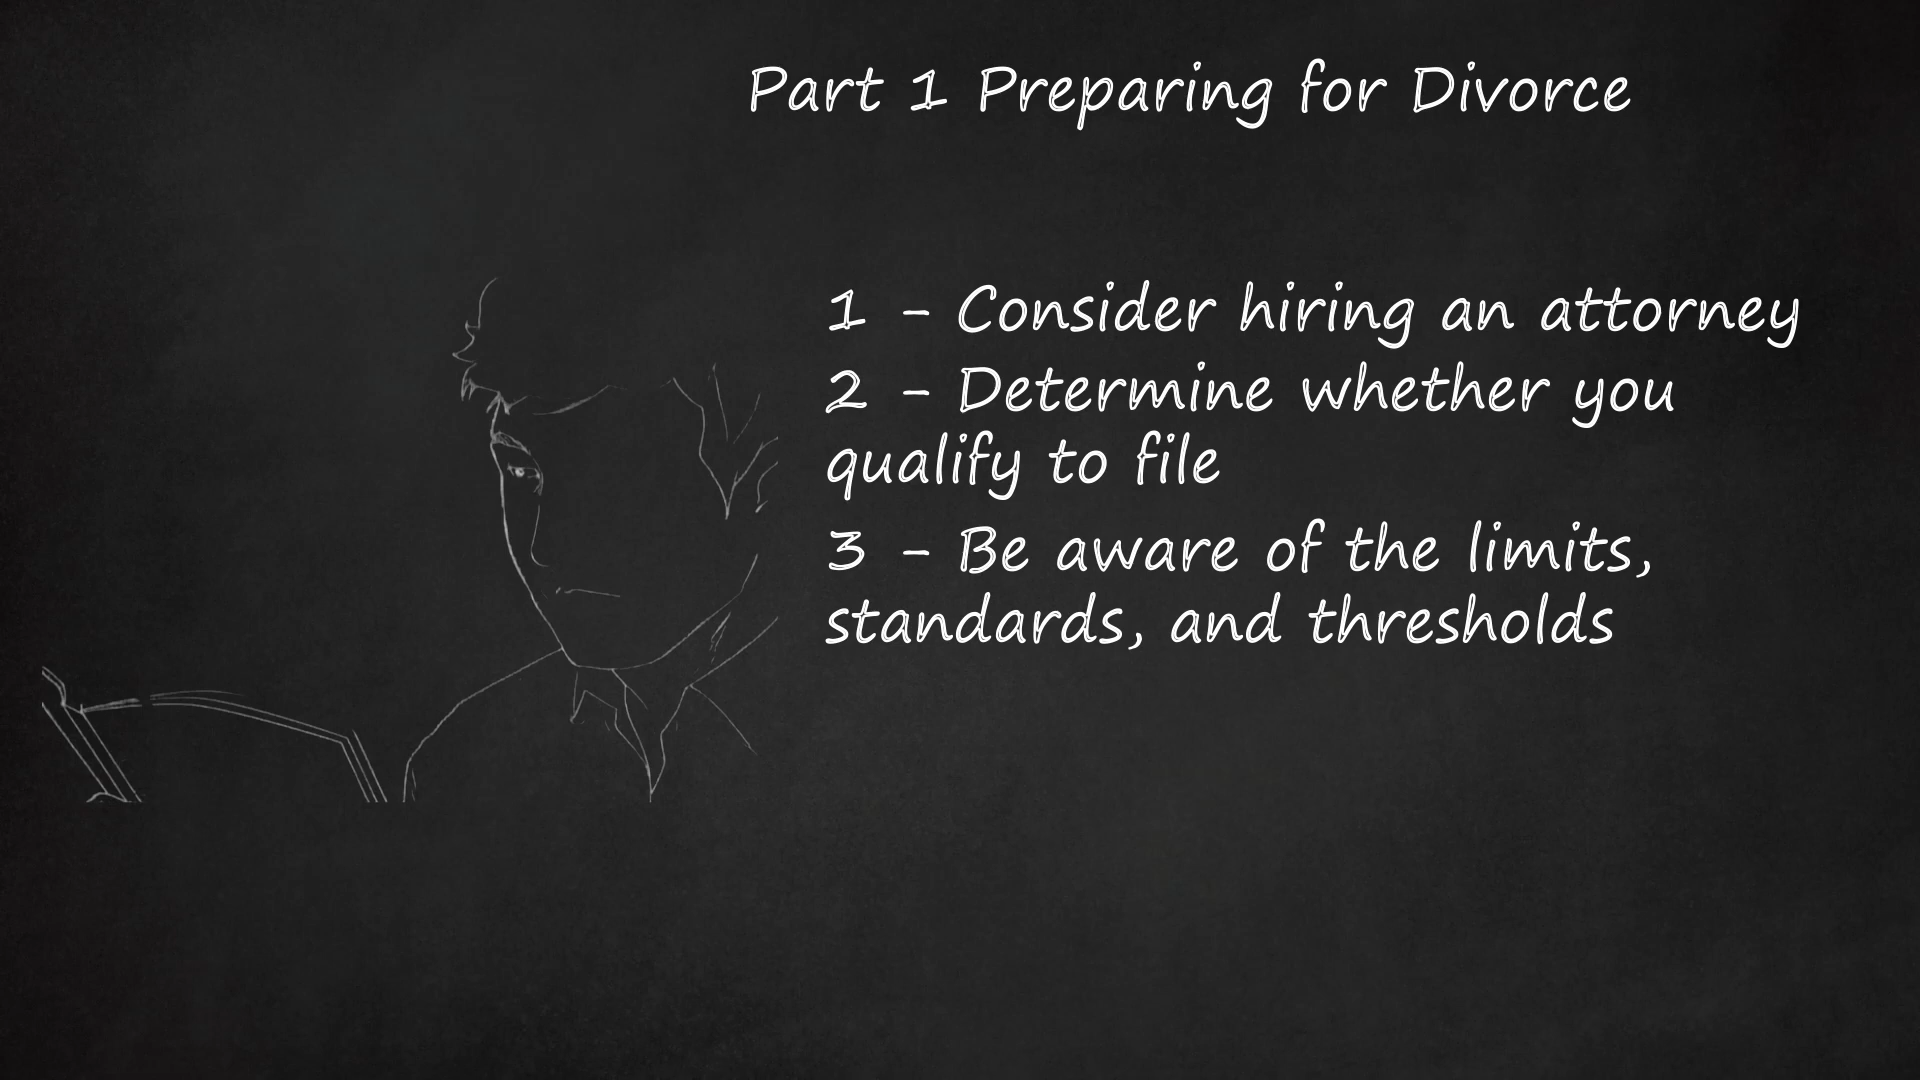 Part 1 Preparing for Divorce
1 - Consider hiring an attorney
2 - Determine whether you
qualify to file
3 - Be aware of the limits,
standards, and thresholds